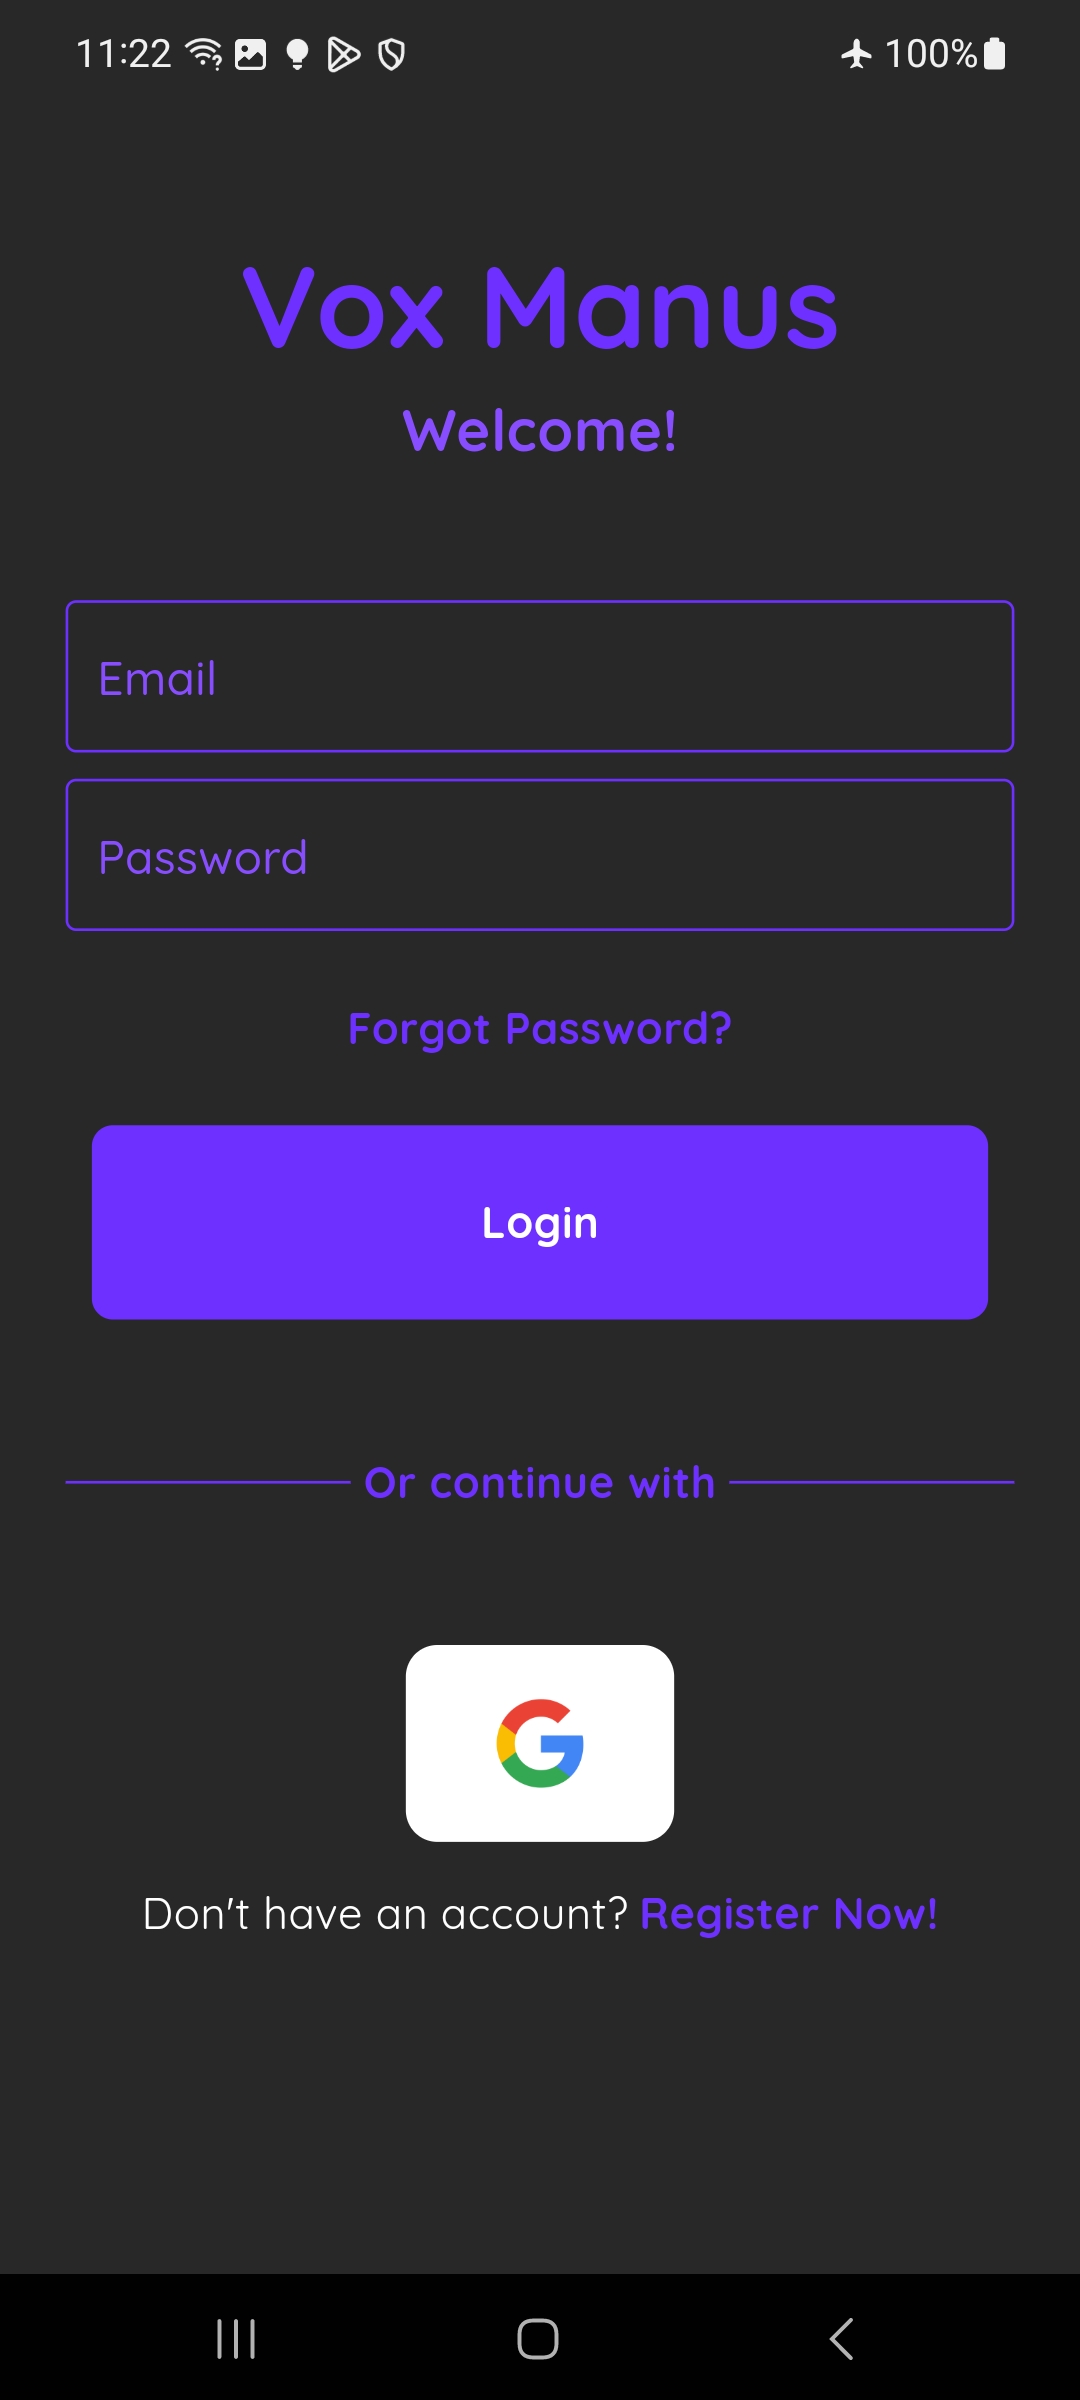 11:22 100%
Vox Manus
Welcome!
Email
Password
Forgot Password?
Login
Or continue with
Don't have an account? Register Now!